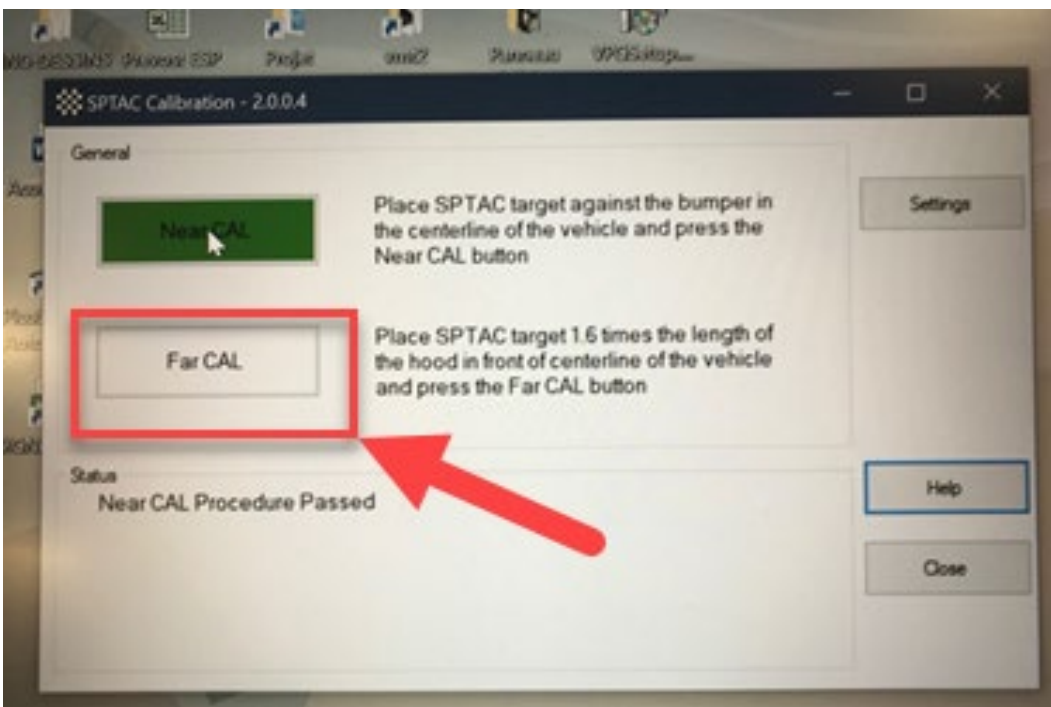 Projet
SPTAC Calibration - 2.0.0.4
General
Near CAL
Place SPTAC target against the bumper in
the centerline of the vehicle and press the
Near CAL button
Settings
Far CAL
Place SPTAC target 1.6 times the length of
the hood in front of centerline of the vehicle
and press the Far CAL button
Status
Near CAL Procedure Passed
Help
Close